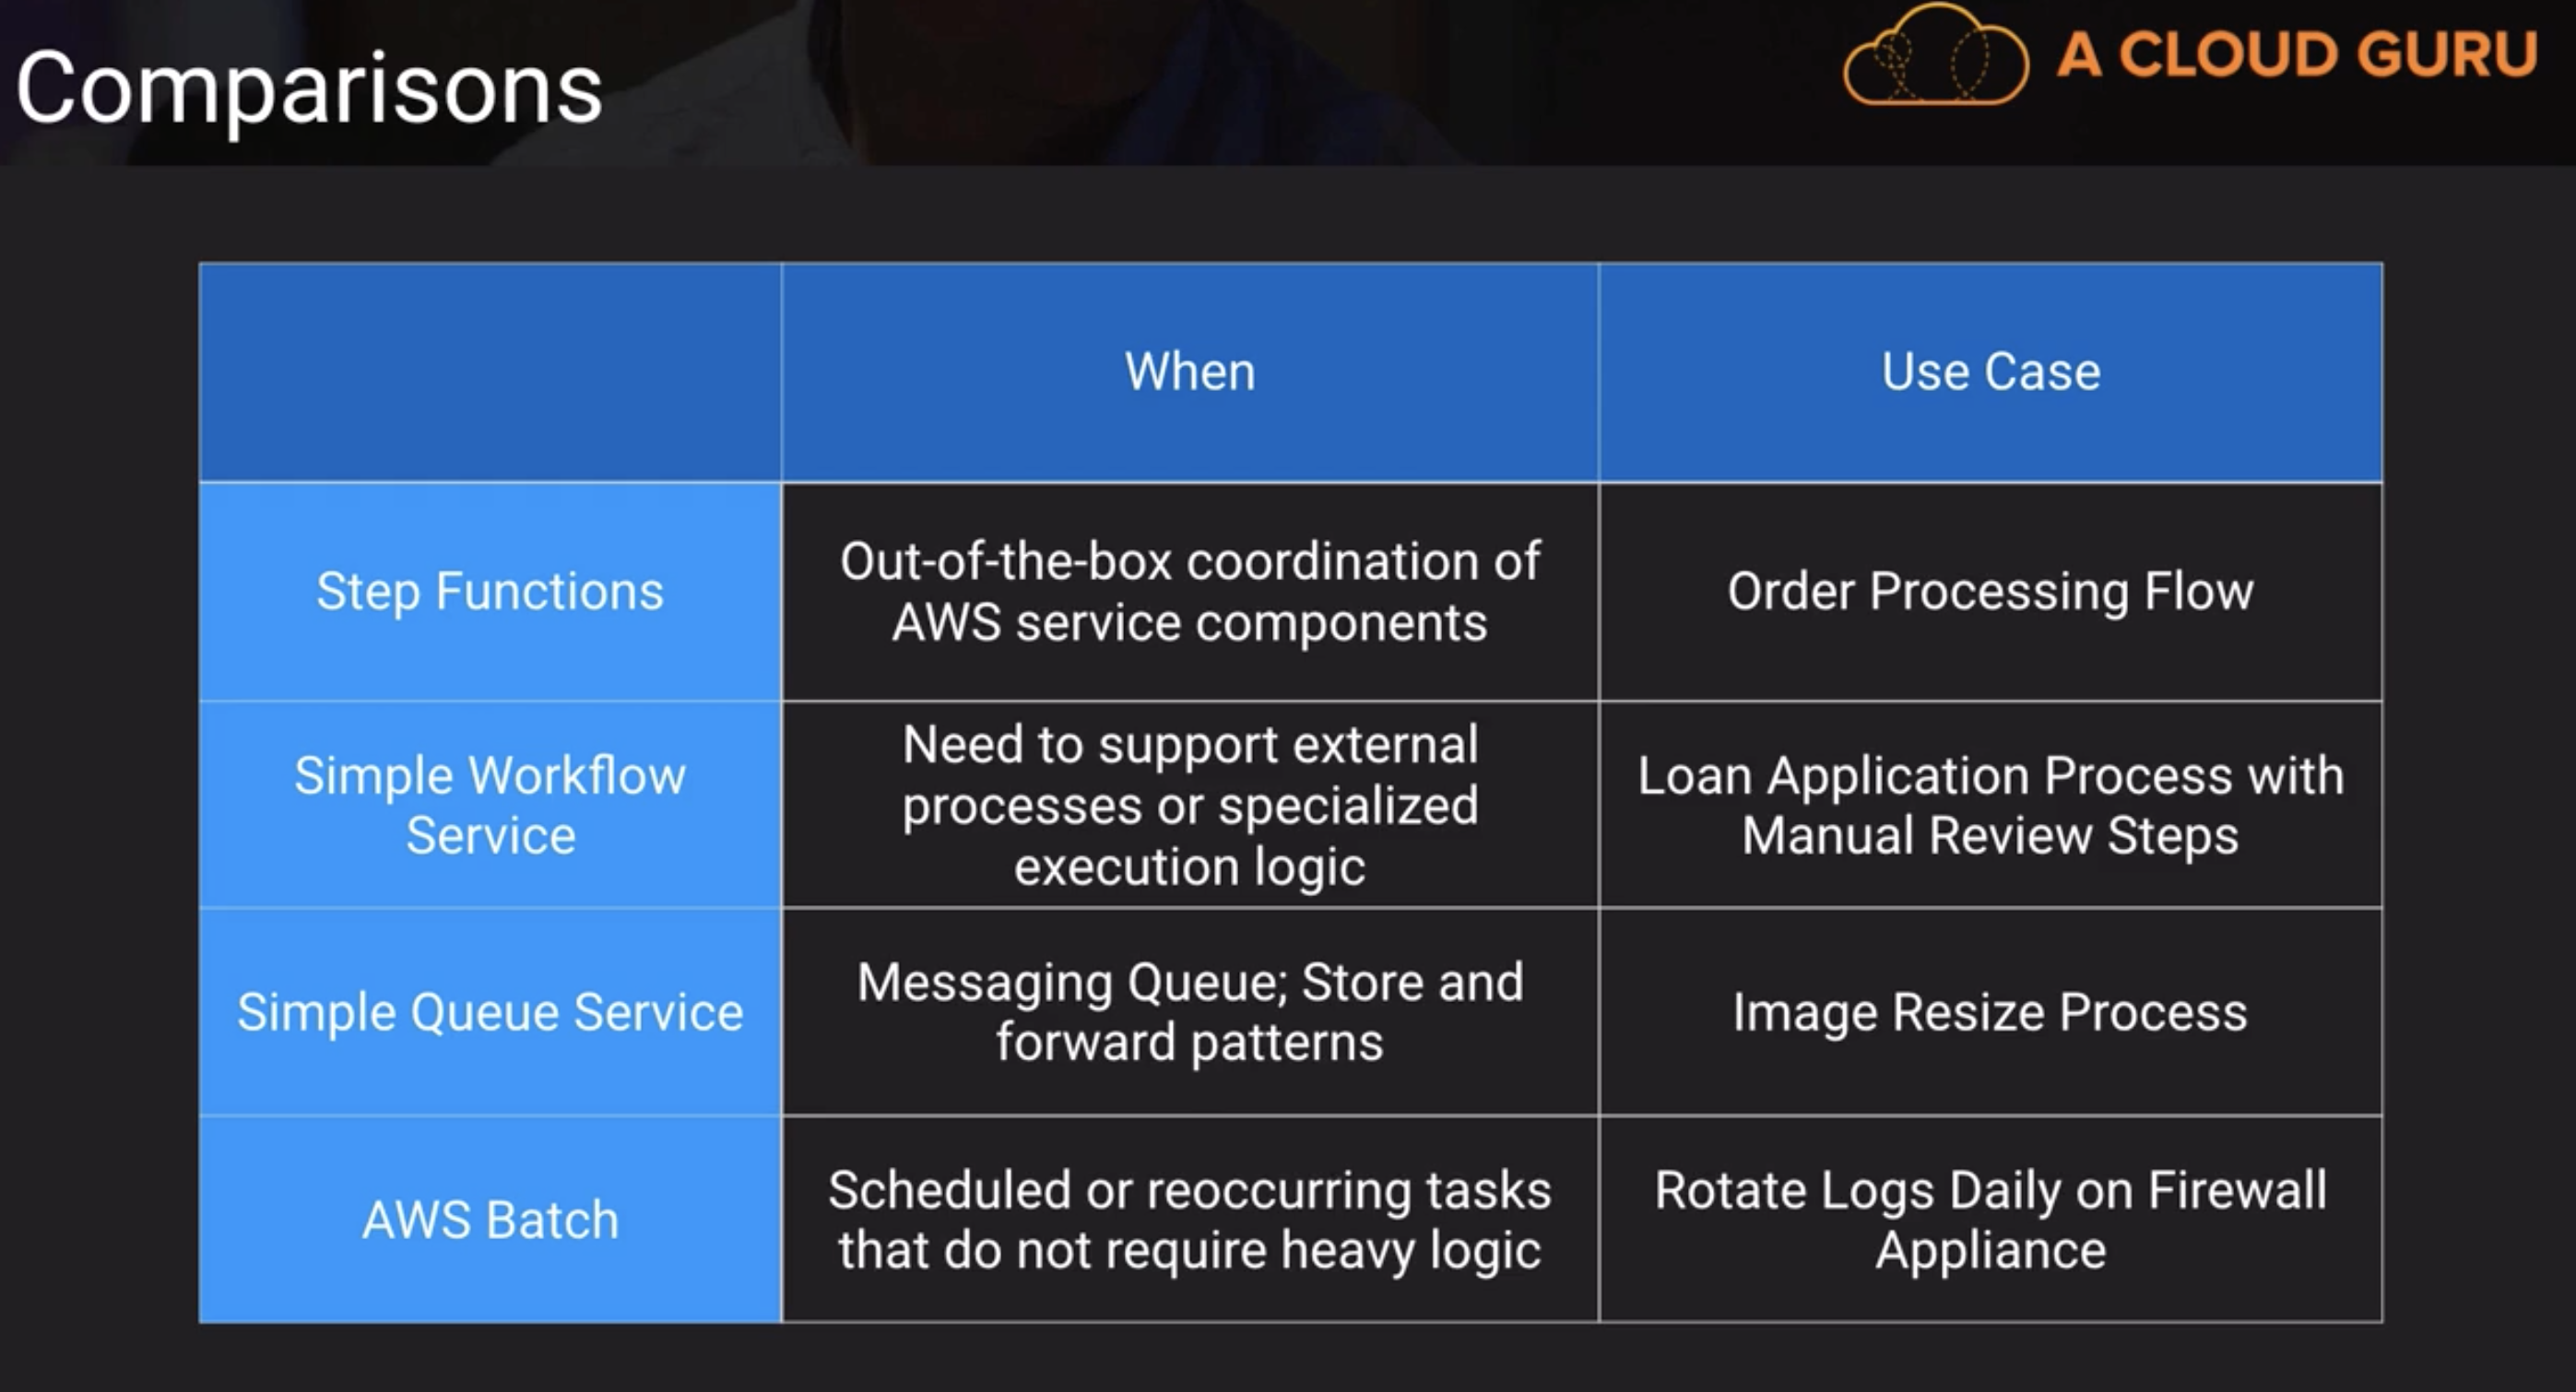 Comparisons
A CLOUD GURU
When
Use Case
Step Functions
Out-of-the-box coordination of
AWS service components
Order Processing Flow
Simple Workflow
Service
Need to support external
processes or specialized
execution logic
Loan Application Process with
Manual Review Steps
Simple Queue Service
Messaging Queue; Store and
forward patterns
Image Resize Process
AWS Batch
Scheduled or reoccurring tasks
that do not require heavy logic
Rotate Logs Daily on Firewall
Appliance